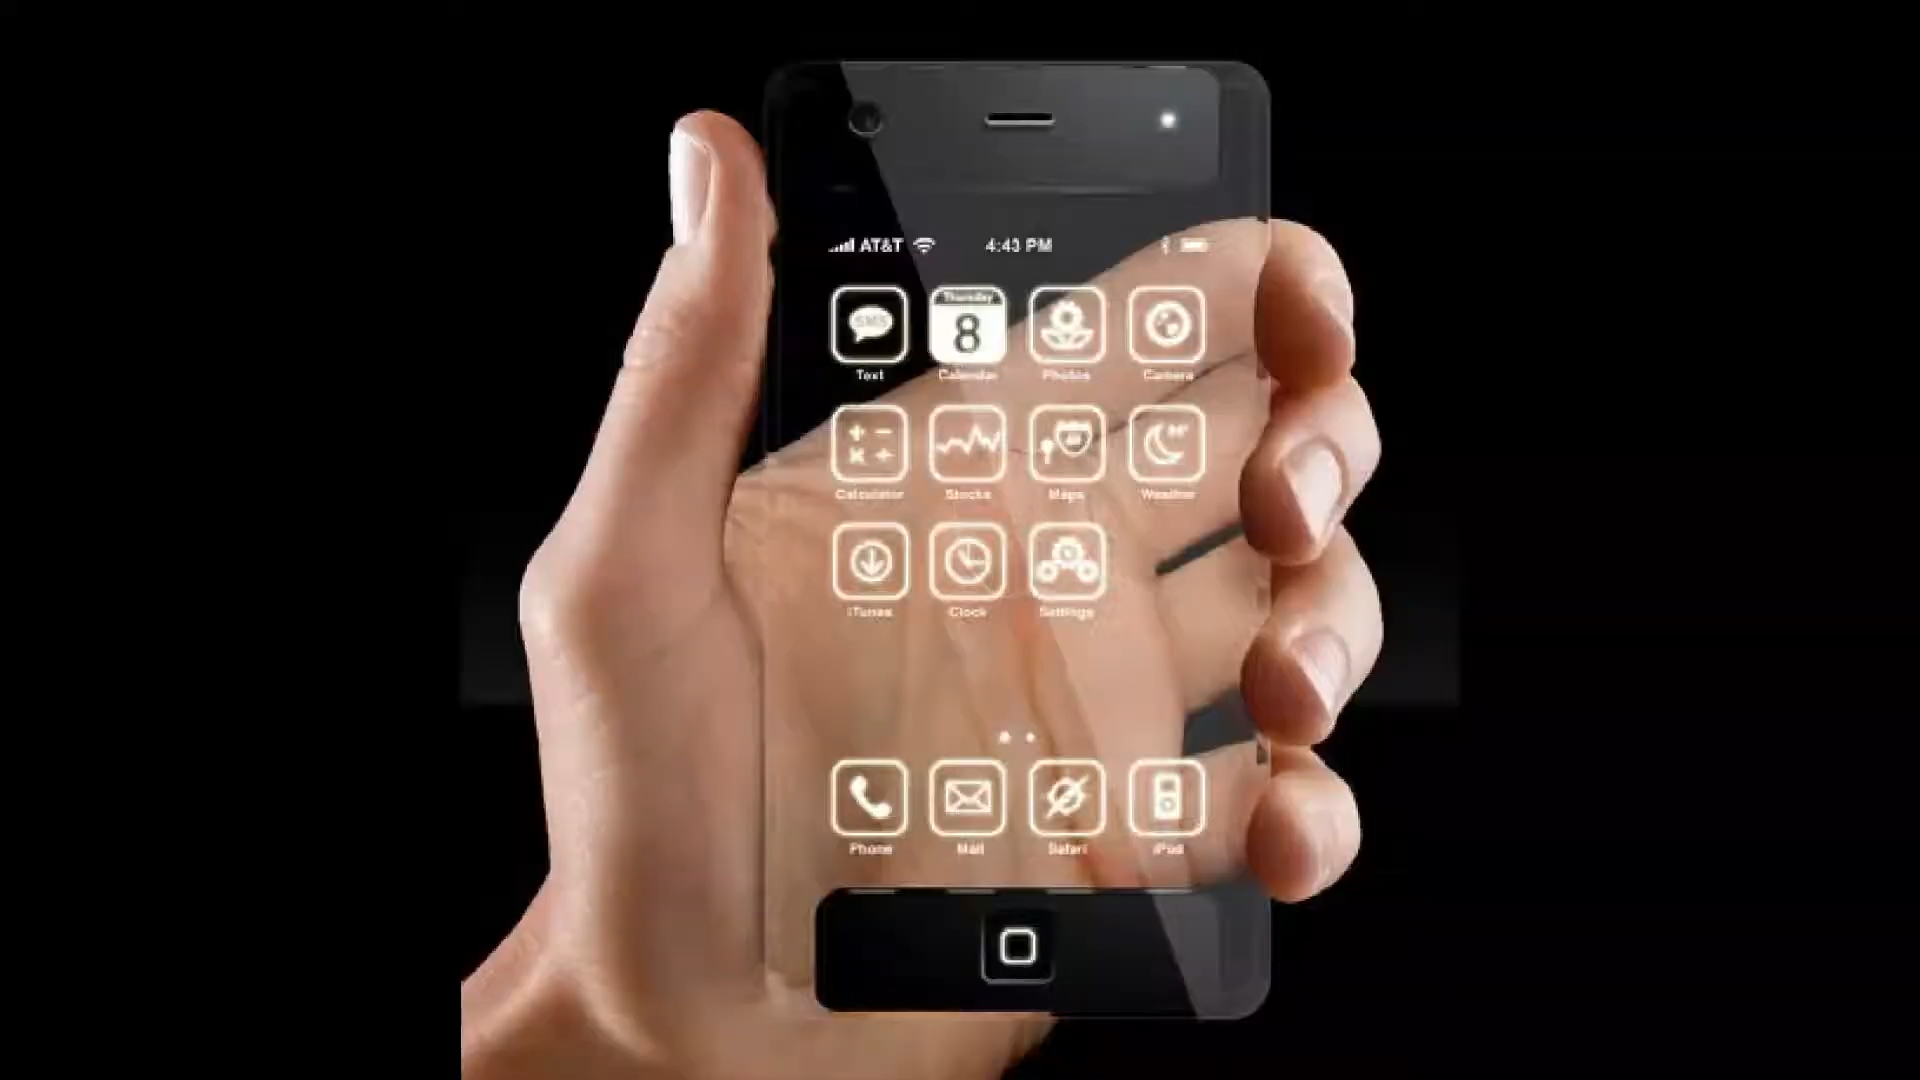 AT&T 4:43 PM
SMS Thursday 8
Text Calendar Photos Camera
Calculator Stocks Maps Weather
iTunes Clock Settings
Phone Mail Safari iPod